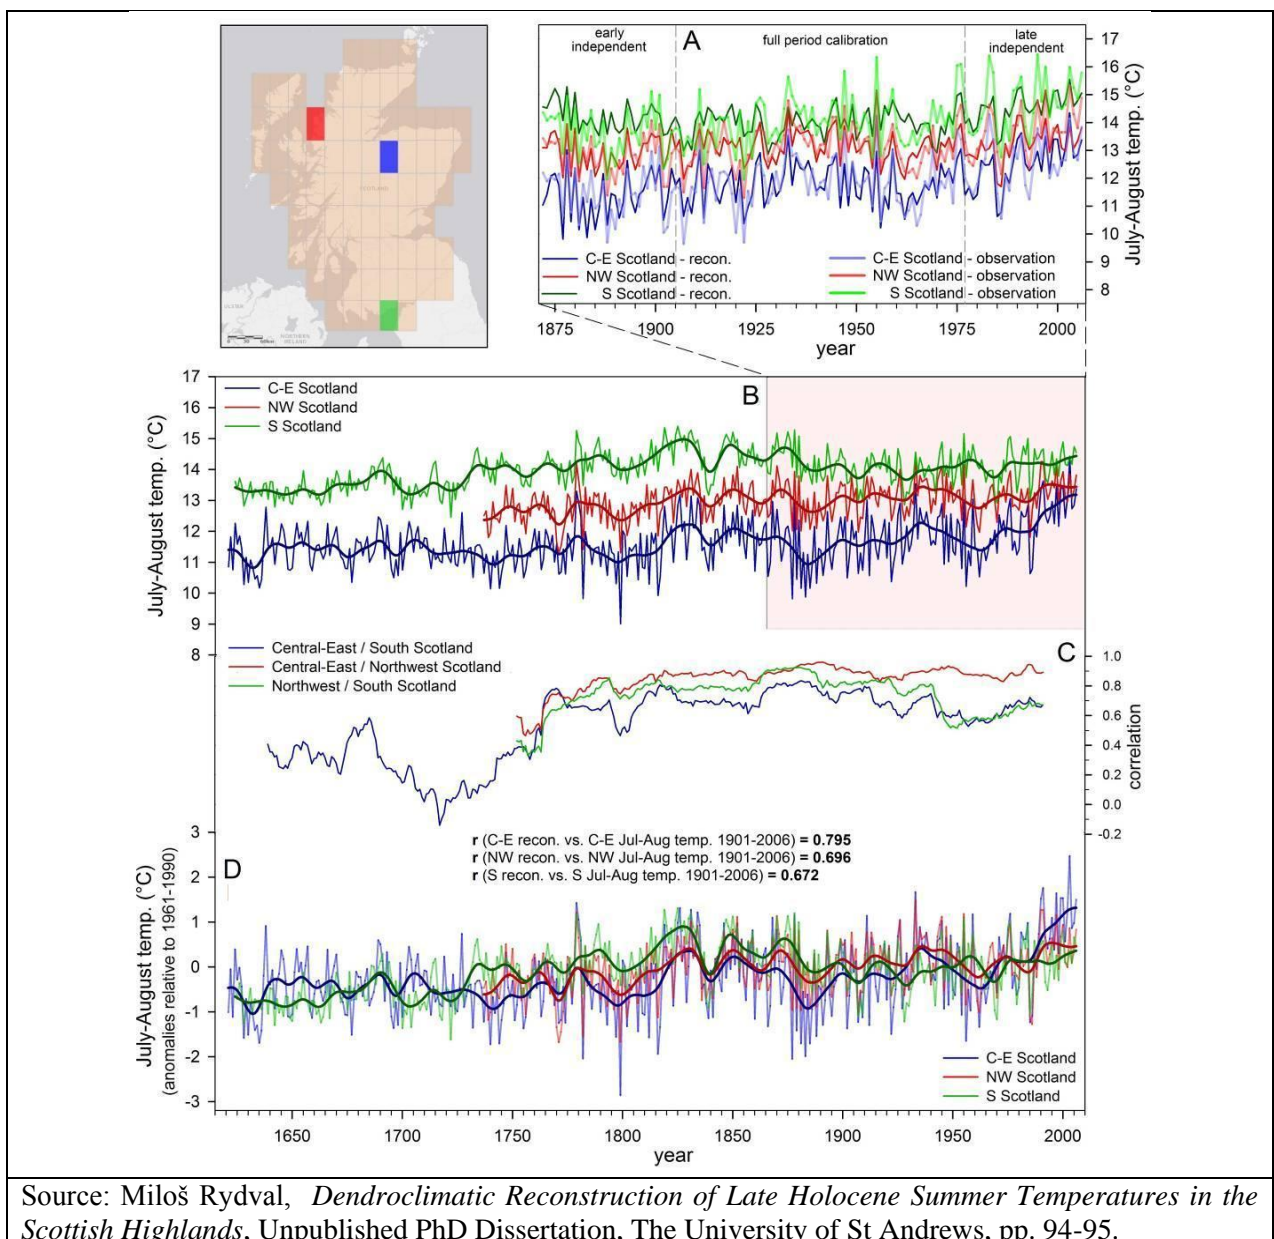 early
independent
A
full period calibration
late
independent
17
16
15
14
13
12
11
10
9
8
July-August temp. (°C)
C-E Scotland - recon.
NW Scotland - recon.
S Scotland - recon.
C-E Scotland - observation
NW Scotland - observation
S Scotland - observation
1875 1900 1925 1950 1975 2000
year
SCOTLAND
NORTHERN
IRELAND
17
16
15
14
13
12
11
10
9
8
July-August temp. (°C)
C-E Scotland
NW Scotland
S Scotland
B
Central-East / South Scotland
Central-East / Northwest Scotland
Northwest / South Scotland
C
1.0
0.8
0.6
0.4
0.2
0.0
-0.2
correlation
r (C-E recon. vs. C-E Jul-Aug temp. 1901-2006) = 0.795
r (NW recon. vs. NW Jul-Aug temp. 1901-2006) = 0.696
r (S recon. vs. S Jul-Aug temp. 1901-2006) = 0.672
D
3
2
1
0
-1
-2
-3
July-August temp. (°C)
(anomalies relative to 1961-1990)
C-E Scotland
NW Scotland
S Scotland
1650 1700 1750 1800 1850 1900 1950 2000
year
Source: Miloš Rydval, Dendroclimatic Reconstruction of Late Holocene Summer Temperatures in the
Scottish Highlands, Unpublished PhD Dissertation, The University of St Andrews, pp. 94-95.